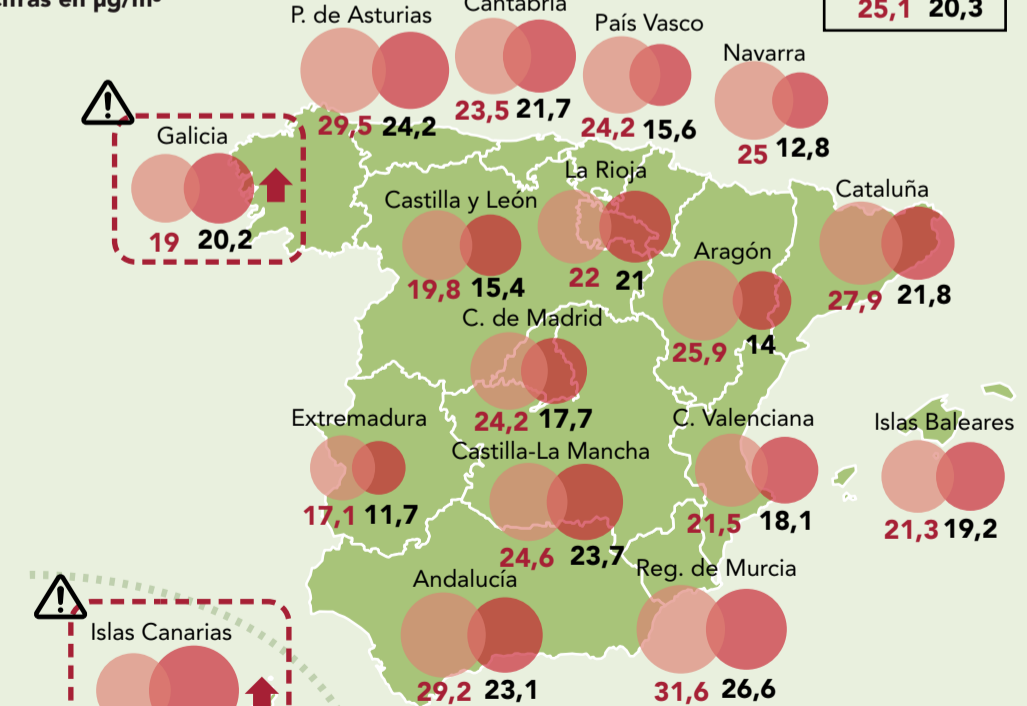 cifras en µg/m³
25,1 20,3
P. de Asturias
29,5 24,2
Cantabria
23,5 21,7
País Vasco
24,2 15,6
Navarra
25 12,8
Galicia
19 20,2
Castilla y León
19,8 15,4
La Rioja
22 21
Aragón
25,9 14
Cataluña
27,9 21,8
C. de Madrid
24,2 17,7
Extremadura
17,1 11,7
Castilla-La Mancha
24,6 23,7
C. Valenciana
21,5 18,1
Islas Baleares
21,3 19,2
Andalucía
29,2 23,1
Reg. de Murcia
31,6 26,6
Islas Canarias